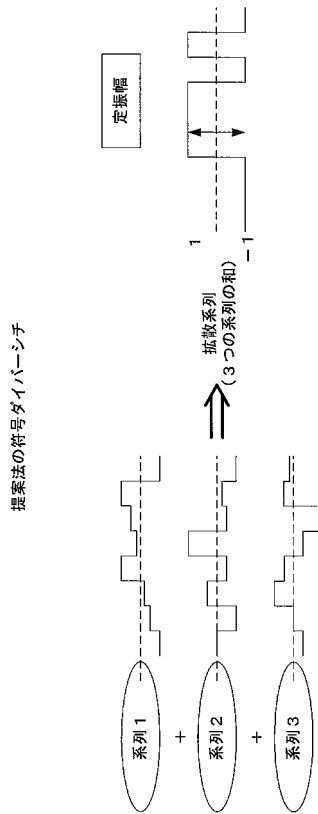 提案法の符号ダイバーシチ
系列1
+
系列2
+
系列3
拡散系列
(3つの系列の和)
1
-1
定振幅